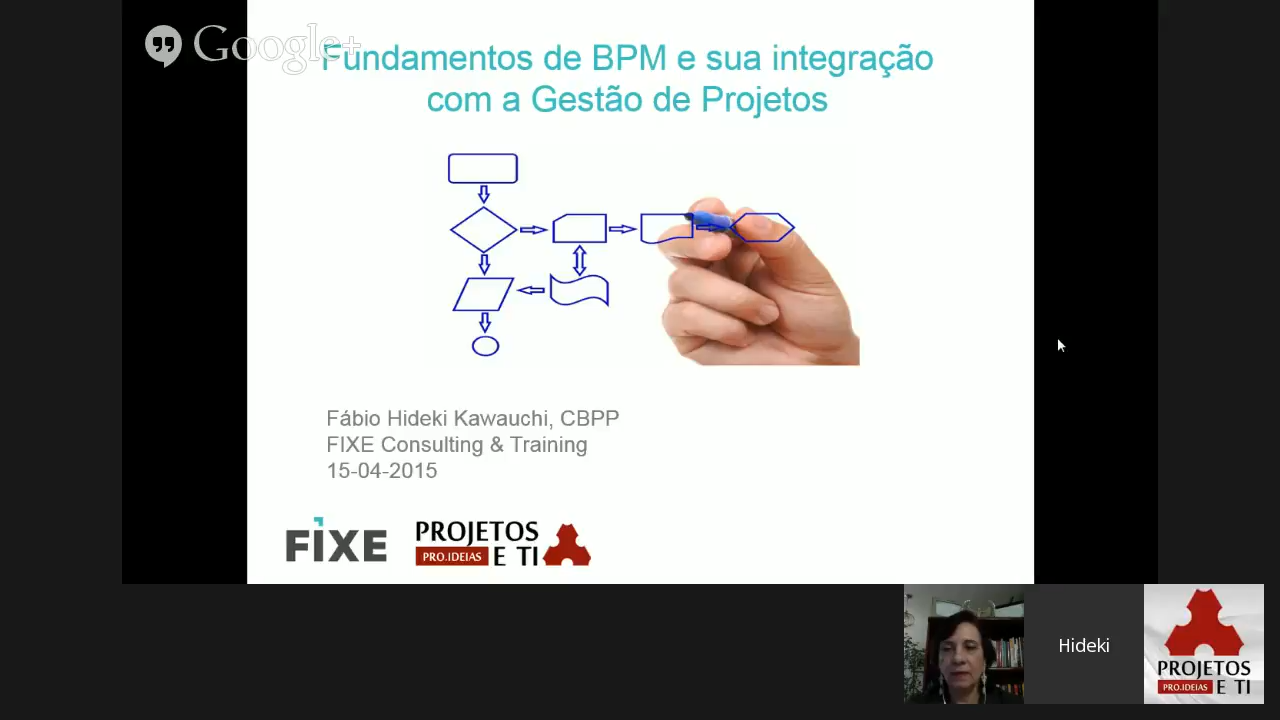 Google+
Fundamentos de BPM e sua integração
com a Gestão de Projetos
Fábio Hideki Kawauchi, CBPP
FIXE Consulting & Training
15-04-2015
FIXE
PROJETOS
PRO.IDEIAS E TI
Hideki
PROJETOS
PRO.IDEIAS E TI